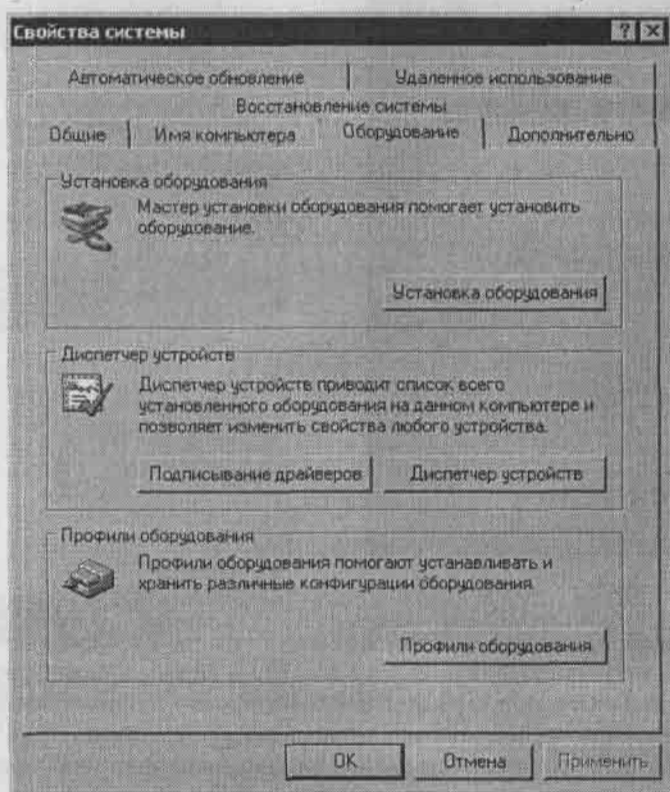 Свойства системы
Автоматическое обновление
Удаленное использование
Восстановление системы
Общие
Имя компьютера
Оборудование
Дополнительно
Установка оборудования
Мастер установки оборудования помогает установить
оборудование.
Установка оборудования
Диспетчер устройств
Диспетчер устройств приводит список всего
установленного оборудования на данном компьютере и
позволяет изменить свойства любого устройства.
Подписывание драйверов
Диспетчер устройств
Профили оборудования
Профили оборудования помогают устанавливать и
хранить различные конфигурации оборудования.
Профили оборудования
OK
Отмена
Применить